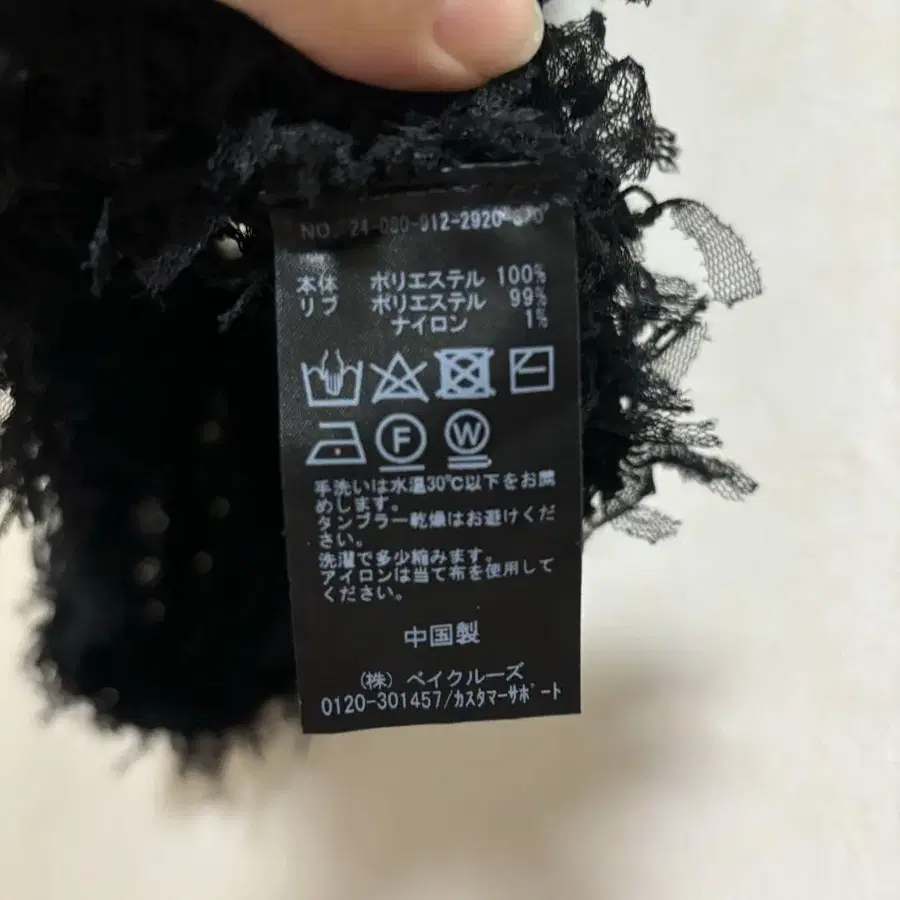 NO. 24-080-912-2920
本体 ポリエステル 100%
リブ ポリエステル 99%
ナイロン 1%
F W
手洗いは水温30℃以下をお薦
めします。
タンブラー乾燥はお避けくだ
さい。
洗濯で多少縮みます。
アイロンは当て布を使用して
ください。
中国製
(株) ベイクルーズ
0120-301457/カスタマーサポート